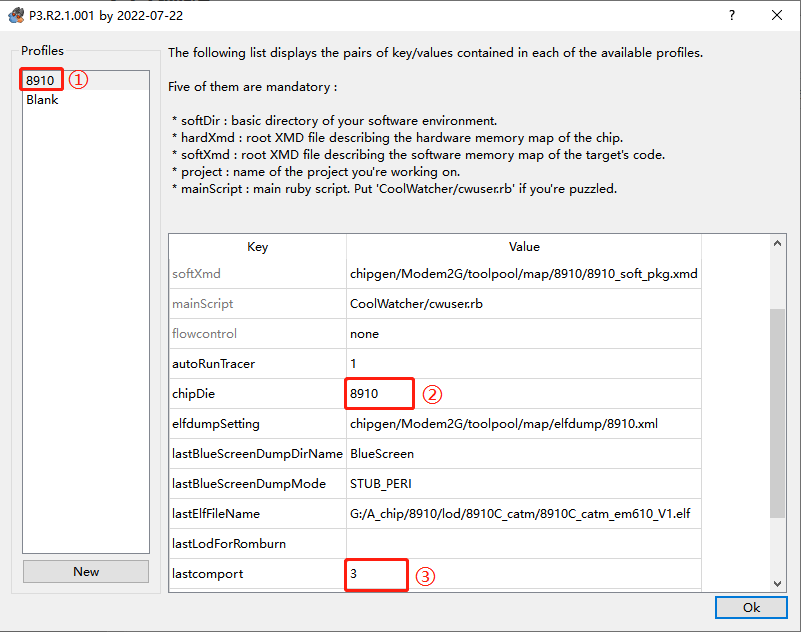 P3.R2.1.001 by 2022-07-22
?
Profiles
8910 ①
Blank
New
The following list displays the pairs of key/values contained in each of the available profiles.
Five of them are mandatory :
* softDir : basic directory of your software environment.
* hardXmd : root XMD file describing the hardware memory map of the chip.
* softXmd : root XMD file describing the software memory map of the target's code.
* project : name of the project you're working on.
* mainScript : main ruby script. Put 'CoolWatcher/cwuser.rb' if you're puzzled.
Key Value
softXmd chipgen/Modem2G/toolpool/map/8910/8910_soft_pkg.xmd
mainScript CoolWatcher/cwuser.rb
flowcontrol none
autoRunTracer 1
chipDie 8910 ②
elfdumpSetting chipgen/Modem2G/toolpool/map/elfdump/8910.xml
lastBlueScreenDumpDirName BlueScreen
lastBlueScreenDumpMode STUB_PERI
lastElfFileName G:/A_chip/8910/lod/8910C_catm/8910C_catm_em610_V1.elf
lastLodForRomburn
lastcomport 3 ③
Ok